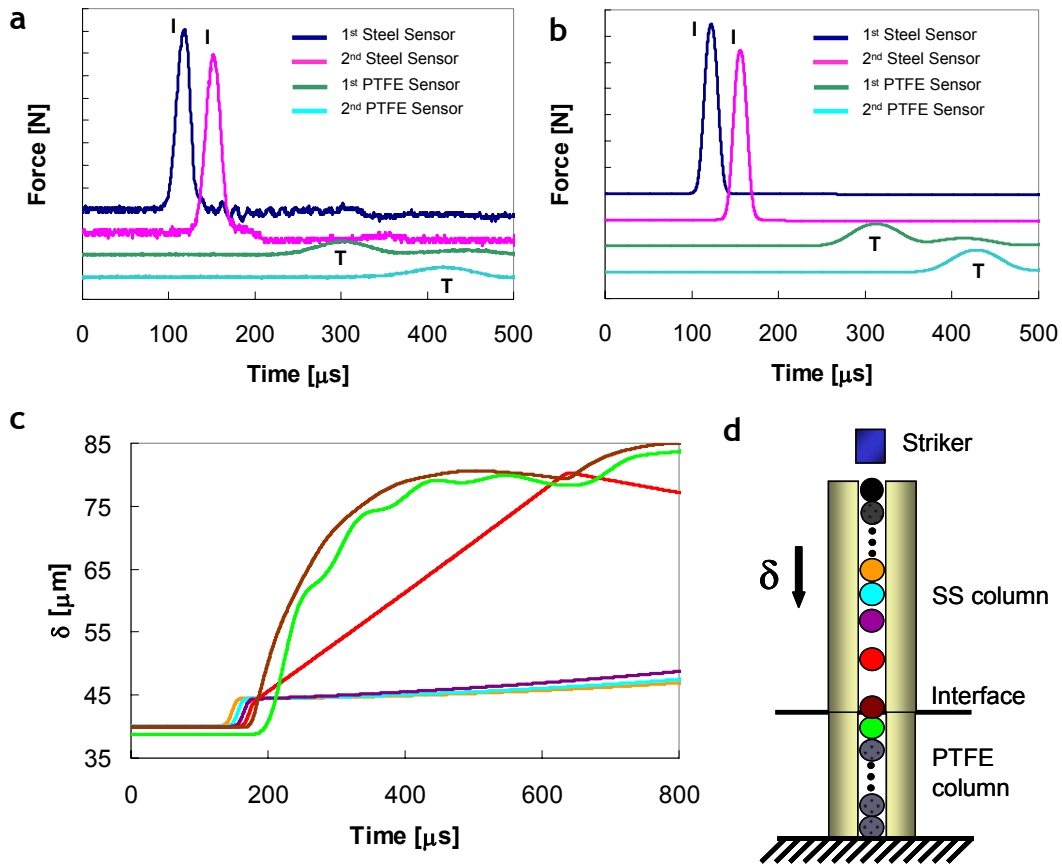 a
I
I
1st Steel Sensor
2nd Steel Sensor
1st PTFE Sensor
2nd PTFE Sensor
Force [N]
T
T
0 100 200 300 400 500
Time [μs]
b
I
I
1st Steel Sensor
2nd Steel Sensor
1st PTFE Sensor
2nd PTFE Sensor
Force [N]
T
T
0 100 200 300 400 500
Time [μs]
c
85
75
65
55
45
35
δ [μm]
0 200 400 600 800
Time [μs]
d
Striker
δ
SS column
Interface
PTFE
column